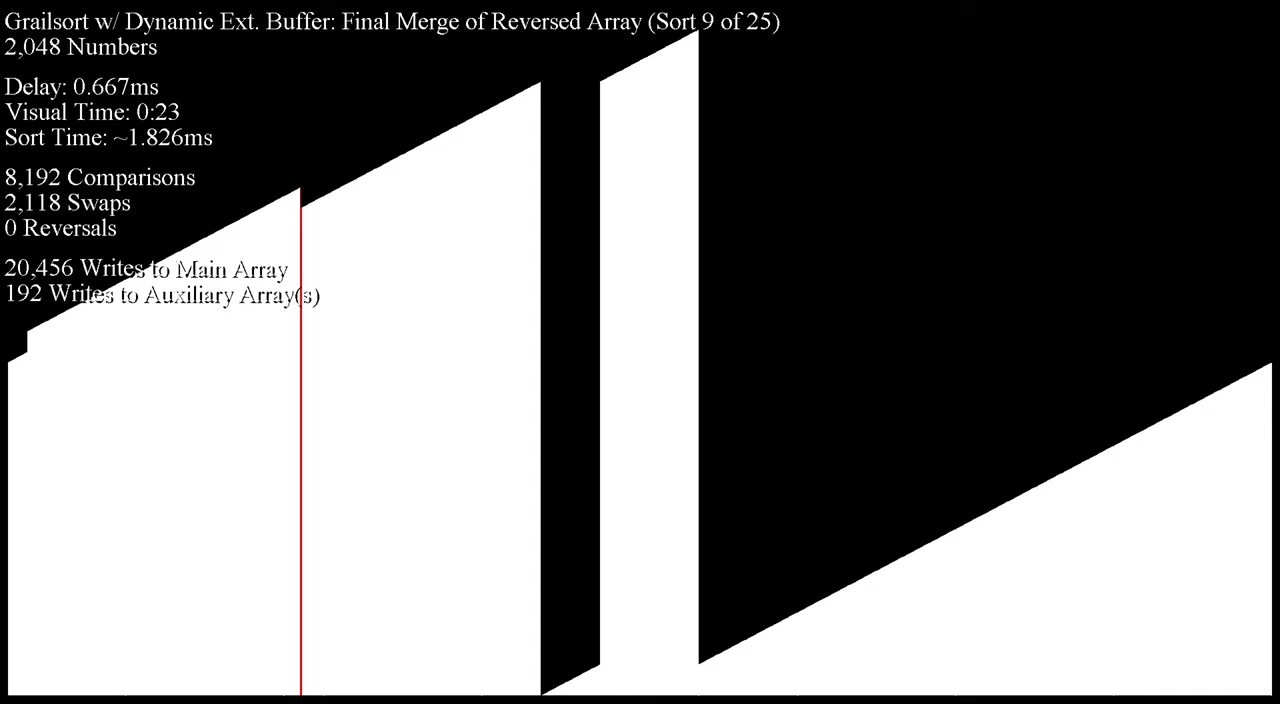 Grailsort w/ Dynamic Ext. Buffer: Final Merge of Reversed Array (Sort 9 of 25)
2,048 Numbers
Delay: 0.667ms
Visual Time: 0:23
Sort Time: ~1.826ms
8,192 Comparisons
2,118 Swaps
0 Reversals
20,456 Writes to Main Array
192 Writes to Auxiliary Array(s)